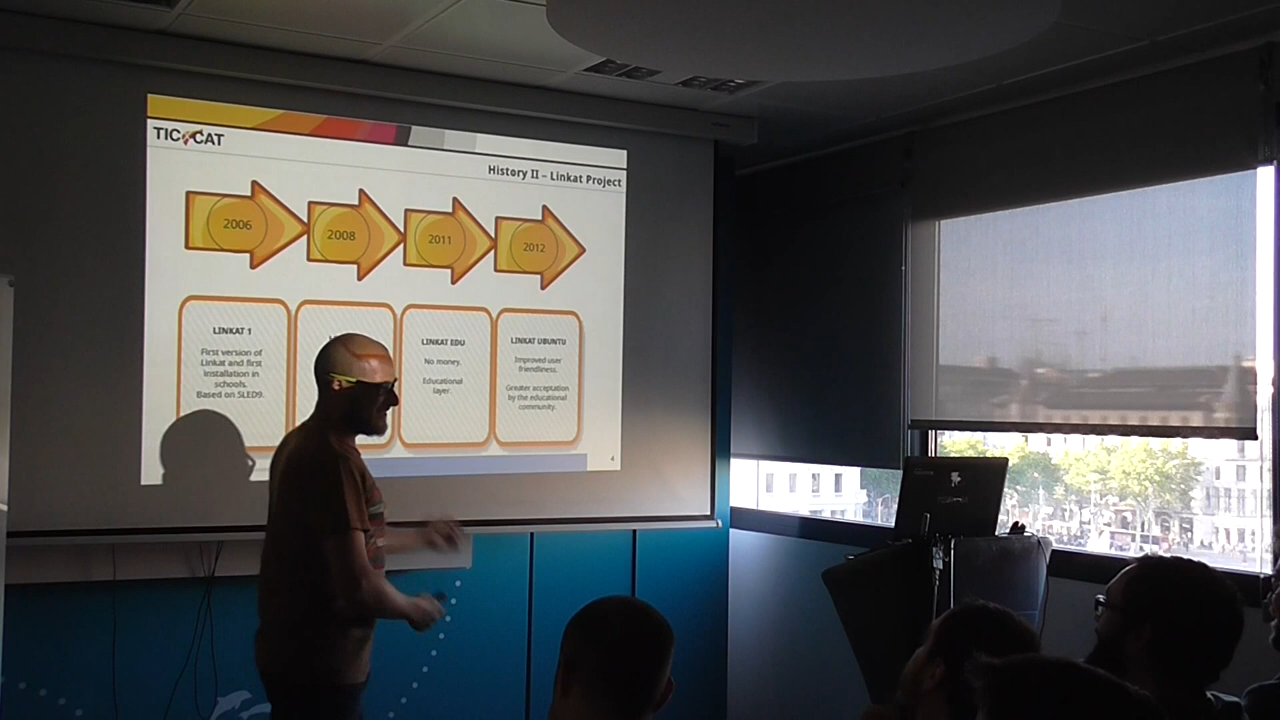 TIC CAT
History II – Linkat Project
2006
2008
2011
2012
LINKAT 1
First version of
Linkat and first
installation in
schools.
Based on SLED9.
LINKAT EDU
No money.
Educational
layer.
LINKAT UBUNTU
Improved user
friendliness.
Greater acceptation
by the educational
community.
4